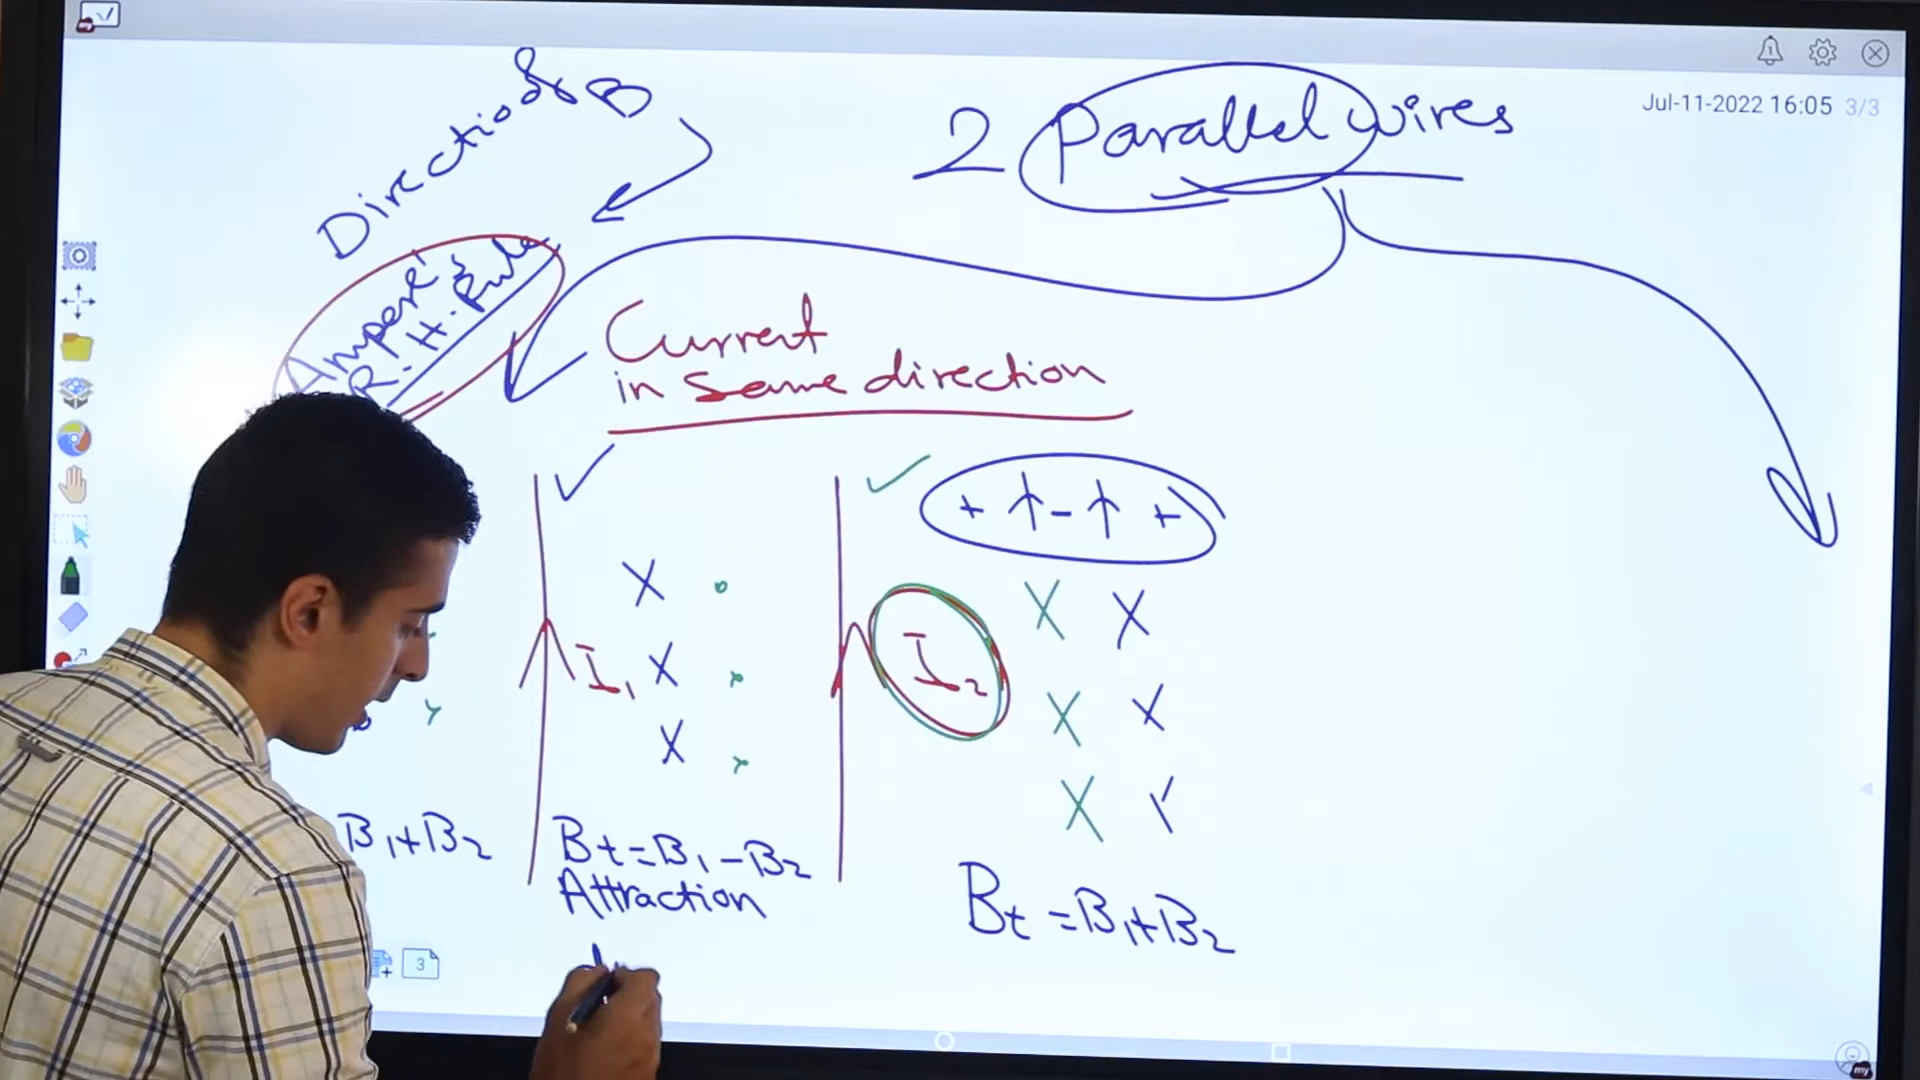 Jul-11-2022 16:05 3/3
Direction of B
2 Parallel wires
Ampere's
R.H. Rule
Current
in same direction
+ ↑ - ↑ +
X X X
I₁ X I₂ X X
X X
B₁+B₂ Bt=B₁-B₂
Attraction
Bt=B₁+B₂
3